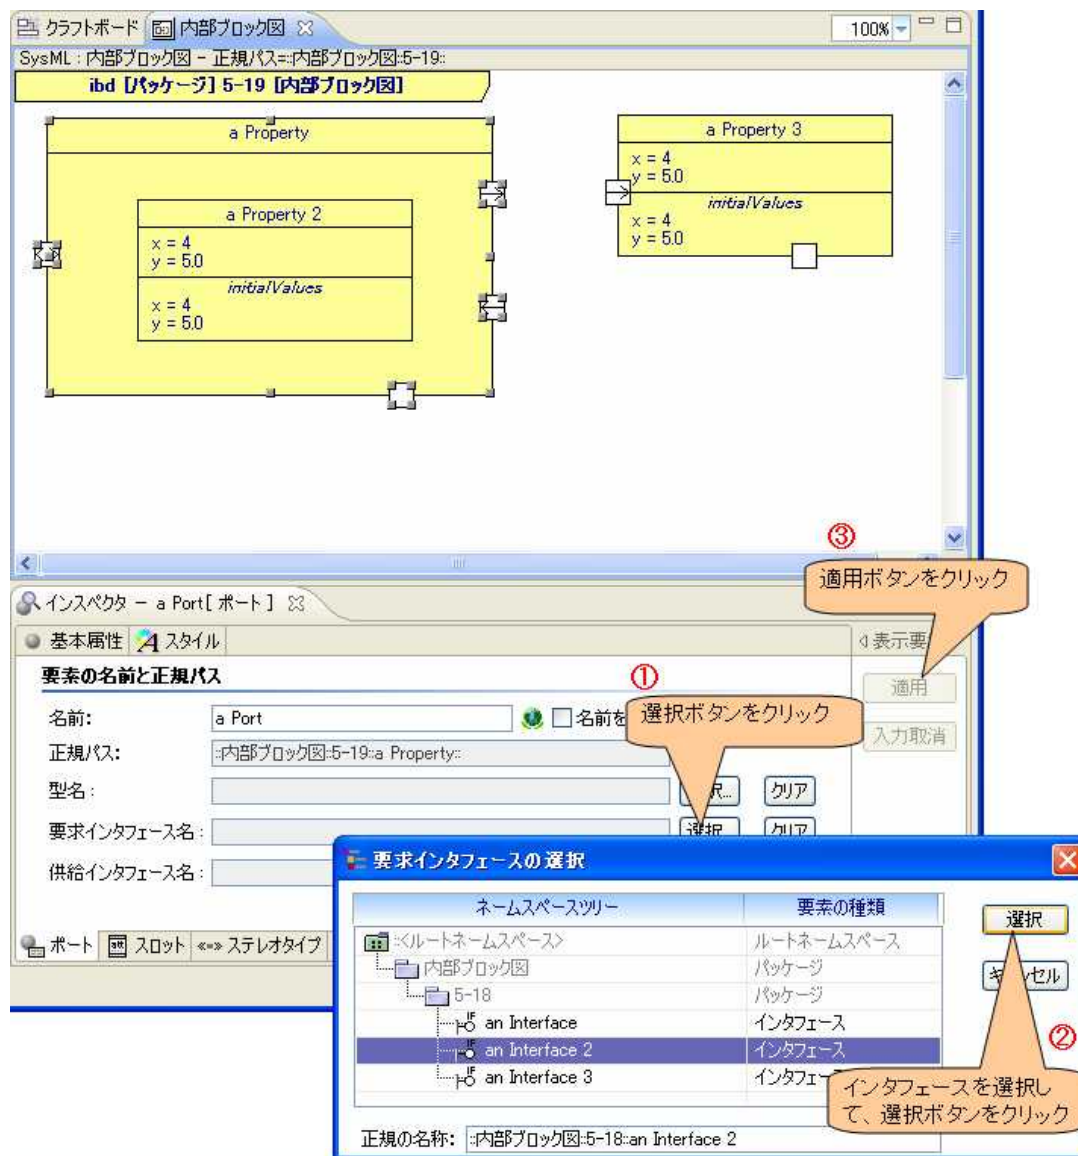 クラフトボード 内部ブロック図 100%
SysML : 内部ブロック図 - 正規パス=::内部ブロック図::5-19::
ibd [パッケージ] 5-19 [内部ブロック図]
a Property
a Property 2
x = 4
y = 5.0
initialValues
x = 4
y = 5.0
a Property 3
x = 4
y = 5.0
initialValues
x = 4
y = 5.0
③
適用ボタンをクリック
インスペクタ - a Port[ ポート ]
基本属性 スタイル
表示要
要素の名前と正規パス
適用
入力取消
①
選択ボタンをクリック
名前: a Port 名前を
正規パス: ::内部ブロック図::5-19::a Property::
型名 : クリア
要求インタフェース名 : 選択 クリア
供給インタフェース名 :
ポート スロット «-» ステレオタイプ
要求インタフェースの選択
ネームスペースツリー 要素の種類
選択
::<ルートネームスペース> ルートネームスペース
内部ブロック図 パッケージ
5-18 パッケージ
an Interface インタフェース
an Interface 2 インタフェース
an Interface 3 インタフェ
②
インタフェースを選択し
て、選択ボタンをクリック
正規の名称: ::内部ブロック図::5-18::an Interface 2